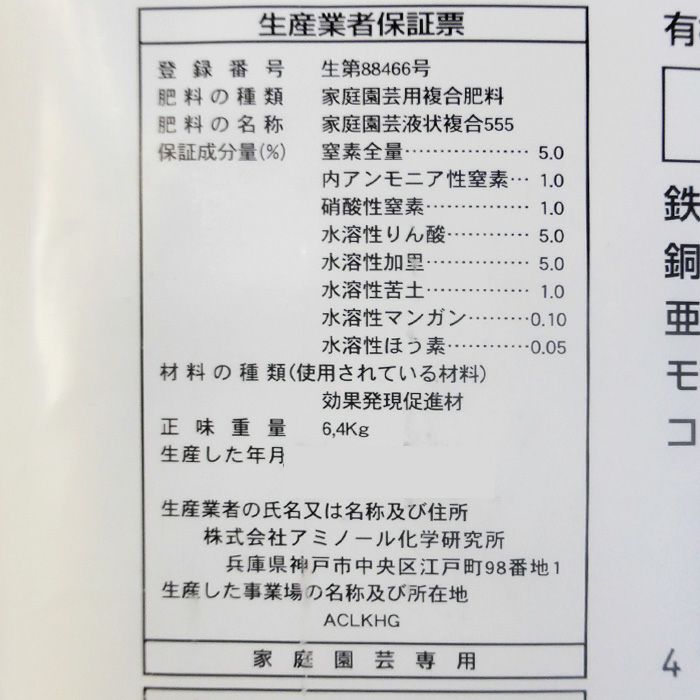 生産業者保証票
登録番号 生第88466号
肥料の種類 家庭園芸用複合肥料
肥料の名称 家庭園芸液状複合555
保証成分量(%) 窒素全量……………… 5.0
内アンモニア性窒素… 1.0
硝酸性窒素…………… 1.0
水溶性りん酸………… 5.0
水溶性加里…………… 5.0
水溶性苦土…………… 1.0
水溶性マンガン………0.10
水溶性ほう素…………0.05
材料の種類(使用されている材料)
効果発現促進材
正味重量 6,4Kg
生産した年月
生産業者の氏名又は名称及び住所
株式会社アミノール化学研究所
兵庫県神戸市中央区江戸町98番地1
生産した事業場の名称及び所在地
ACLKHG
家庭園芸専用
有
鉄
銅
亜
モ
コ
4